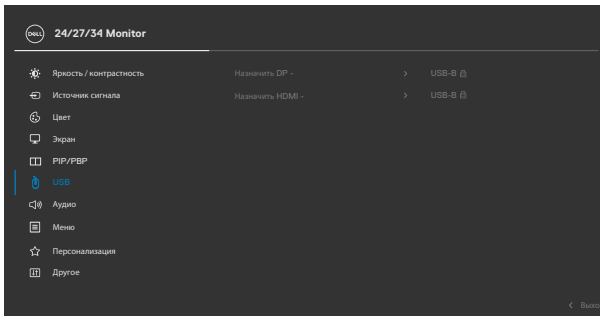 DELL 24/27/34 Monitor
Яркость / контрастность Назначить DP - > USB-B
Источник сигнала Назначить HDMI - > USB-B
Цвет
Экран
PIP/PBP
USB
Аудио
Меню
Персонализация
Другое
< Выхо